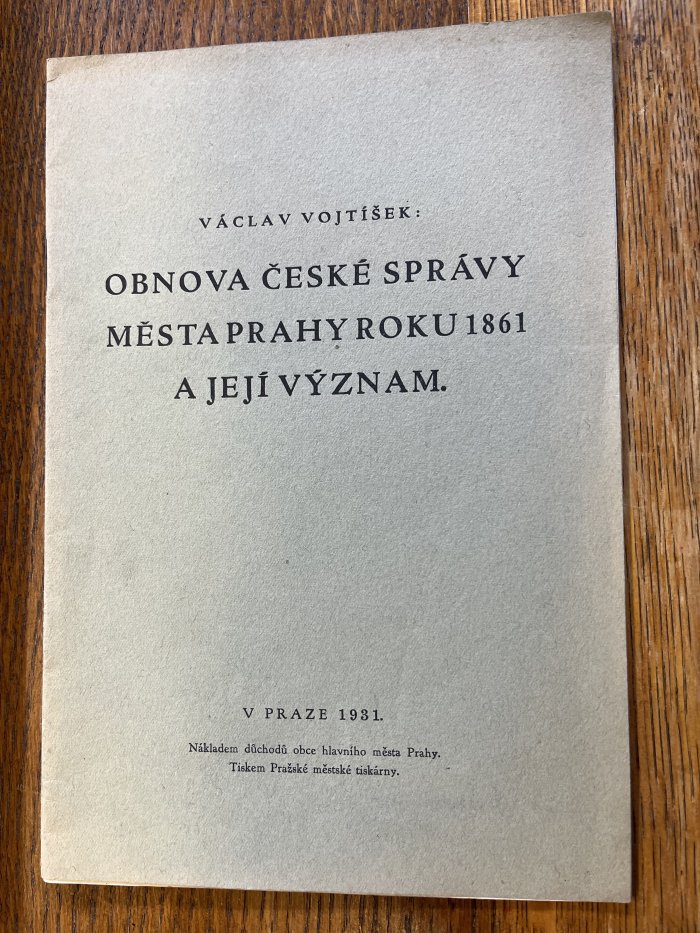 VÁCLAV VOJTÍŠEK:
OBNOVA ČESKÉ SPRÁVY
MĚSTA PRAHY ROKU 1861
A JEJÍ VÝZNAM.
V PRAZE 1931.
Nákladem důchodů obce hlavního města Prahy.
Tiskem Pražské městské tiskárny.